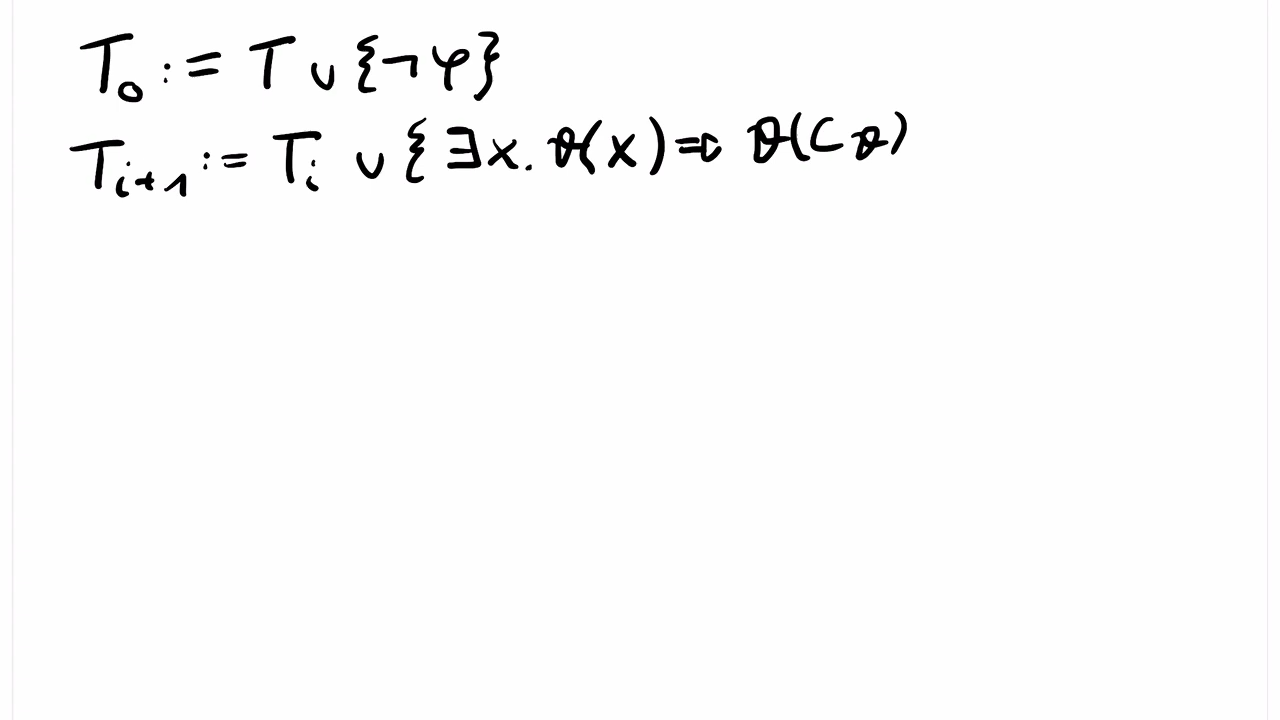 T₀ := T ∪ {¬φ}
Tᵢ₊₁ := Tᵢ ∪ {∃x. ϑ(x) ⇒ ϑ(c_ϑ)